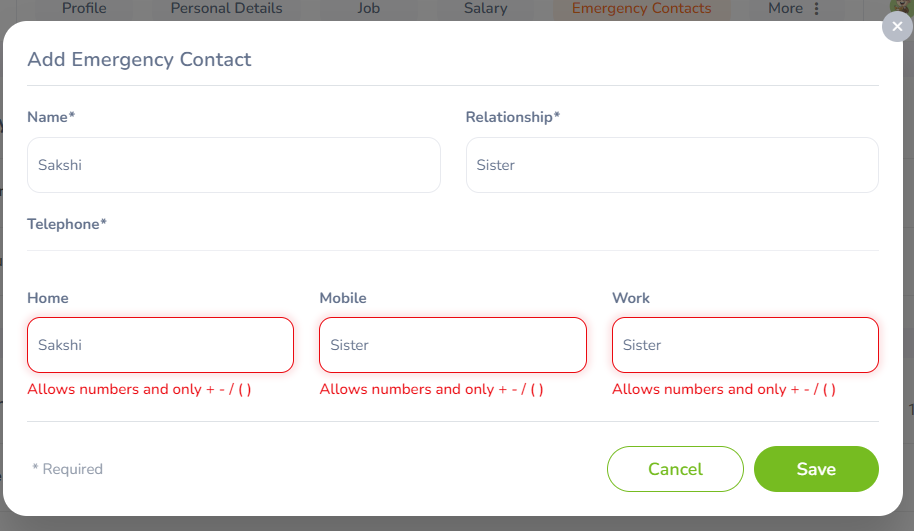 Profile Personal Details Job Salary Emergency Contacts More
Add Emergency Contact
Name* Relationship*
Sakshi Sister
Telephone*
Home Mobile Work
Sakshi Sister Sister
Allows numbers and only + - / ( ) Allows numbers and only + - / ( ) Allows numbers and only + - / ( )
* Required Cancel Save